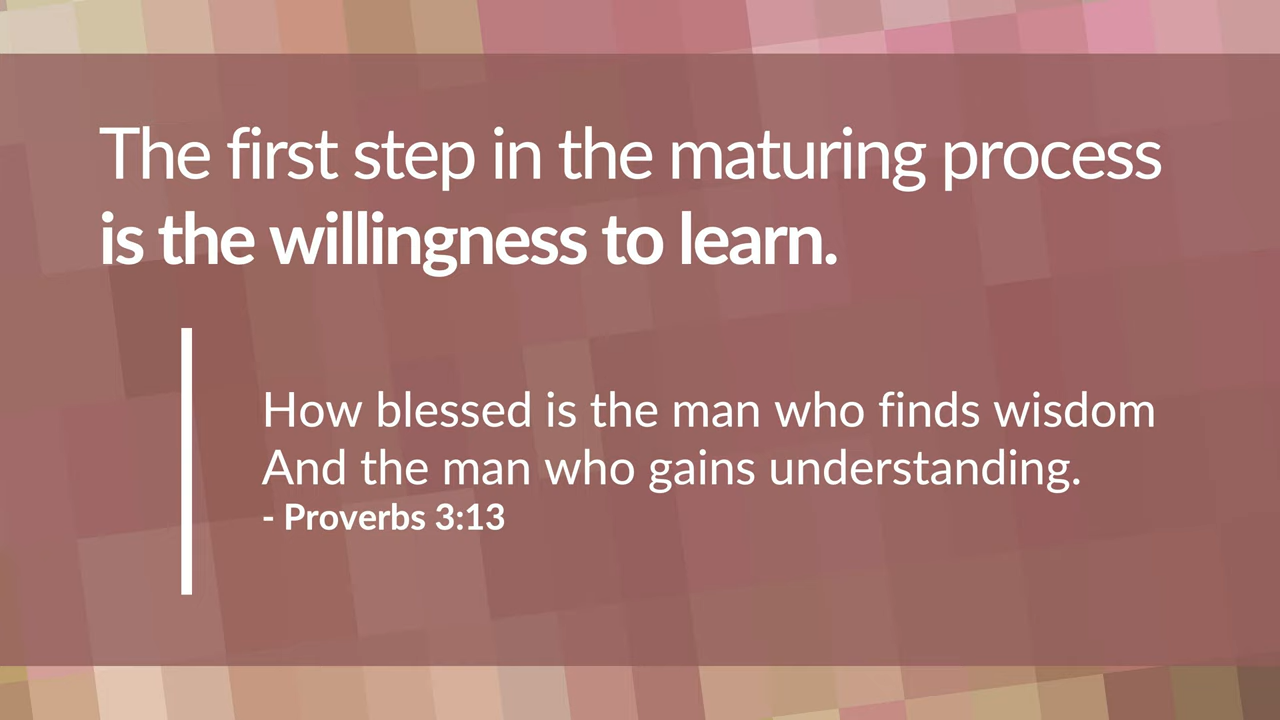 The first step in the maturing process
is the willingness to learn.
How blessed is the man who finds wisdom
And the man who gains understanding.
- Proverbs 3:13